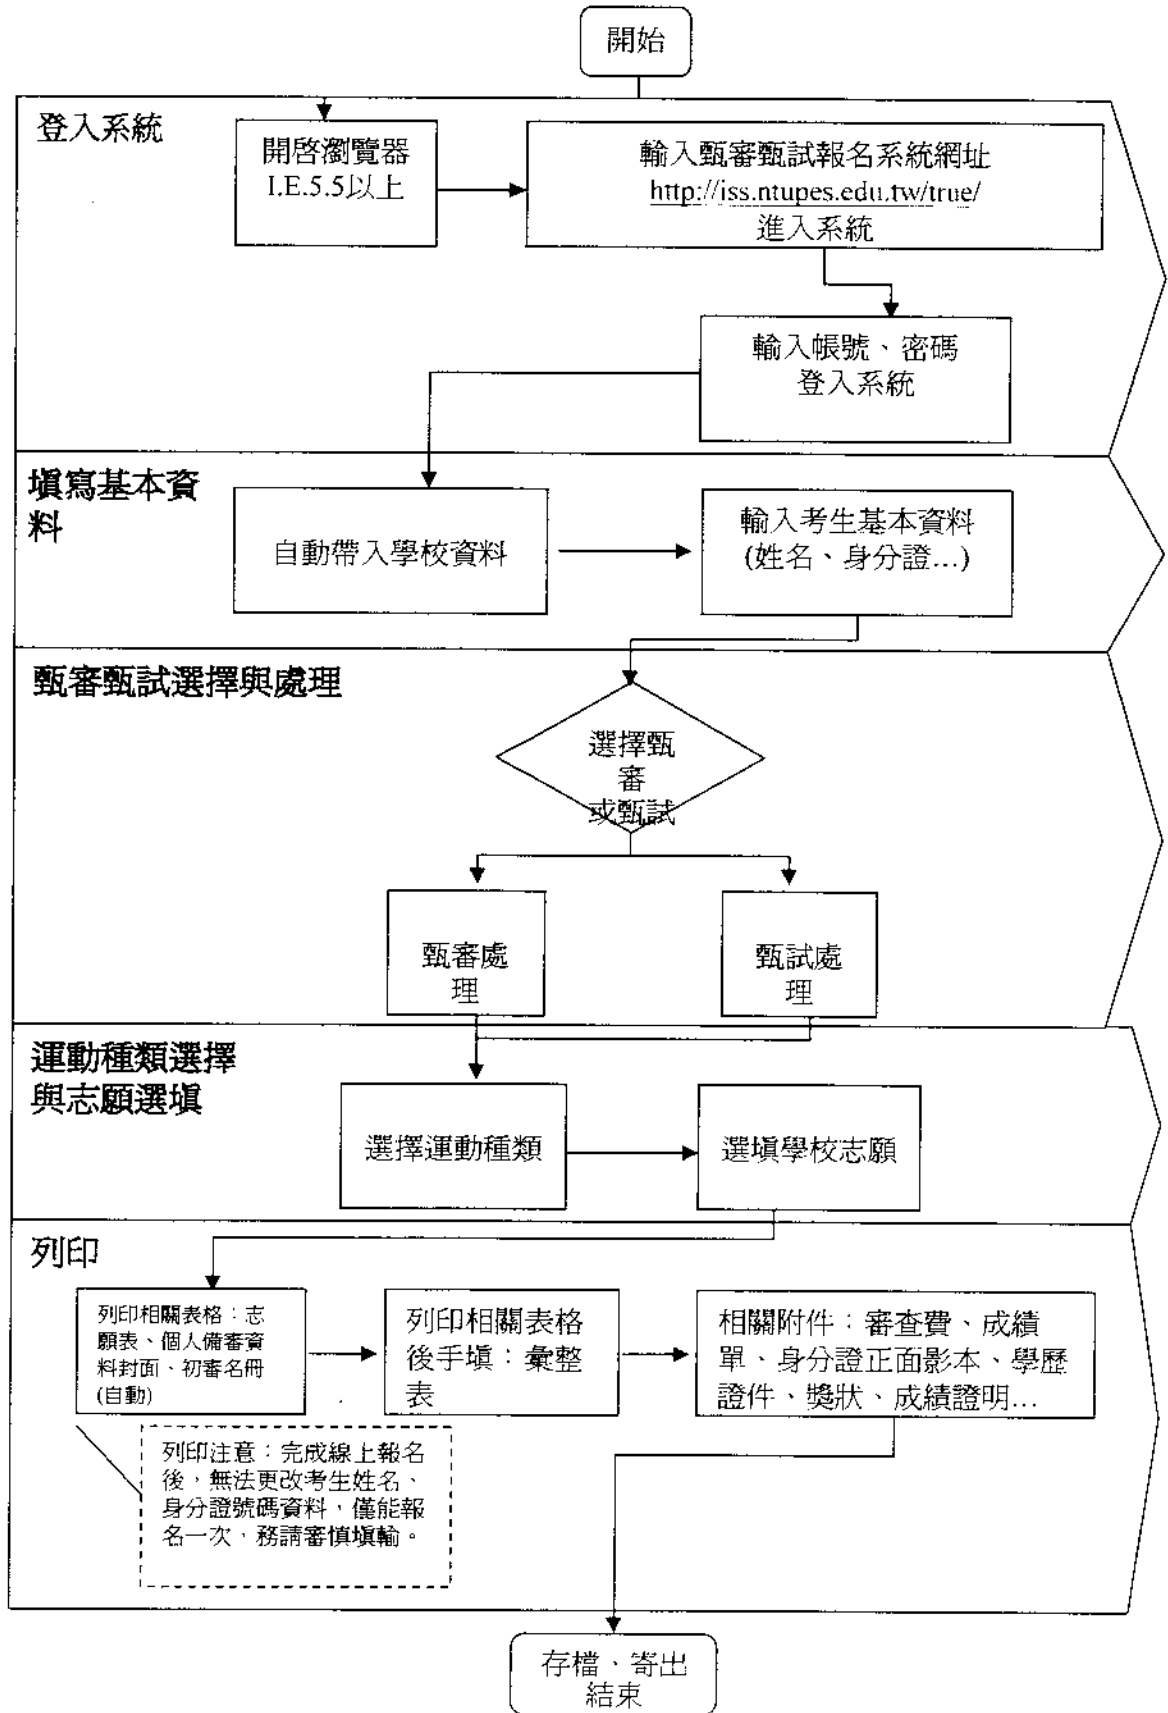 開始
登入系統
開啓瀏覽器
I.E.5.5以上
輸入甄審甄試報名系統網址
http://iss.ntupes.edu.tw/true/
進入系統
輸入帳號、密碼
登入系統
填寫基本資
料
自動帶入學校資料
輸入考生基本資料
(姓名、身分證...)
甄審甄試選擇與處理
選擇甄
審
或甄試
甄審處
理
甄試處
理
運動種類選擇
與志願選填
選擇運動種類
選填學校志願
列印
列印相關表格：志
願表、個人備審資
料封面、初審名冊
(自動)
列印相關表格
後手填：彙整
表
相關附件：審查費、成績
單、身分證正面影本、學歷
證件、獎狀、成績證明...
列印注意：完成線上報名
後，無法更改考生姓名、
身分證號碼資料，僅能報
名一次，務請審慎填輸。
存檔、寄出
結束